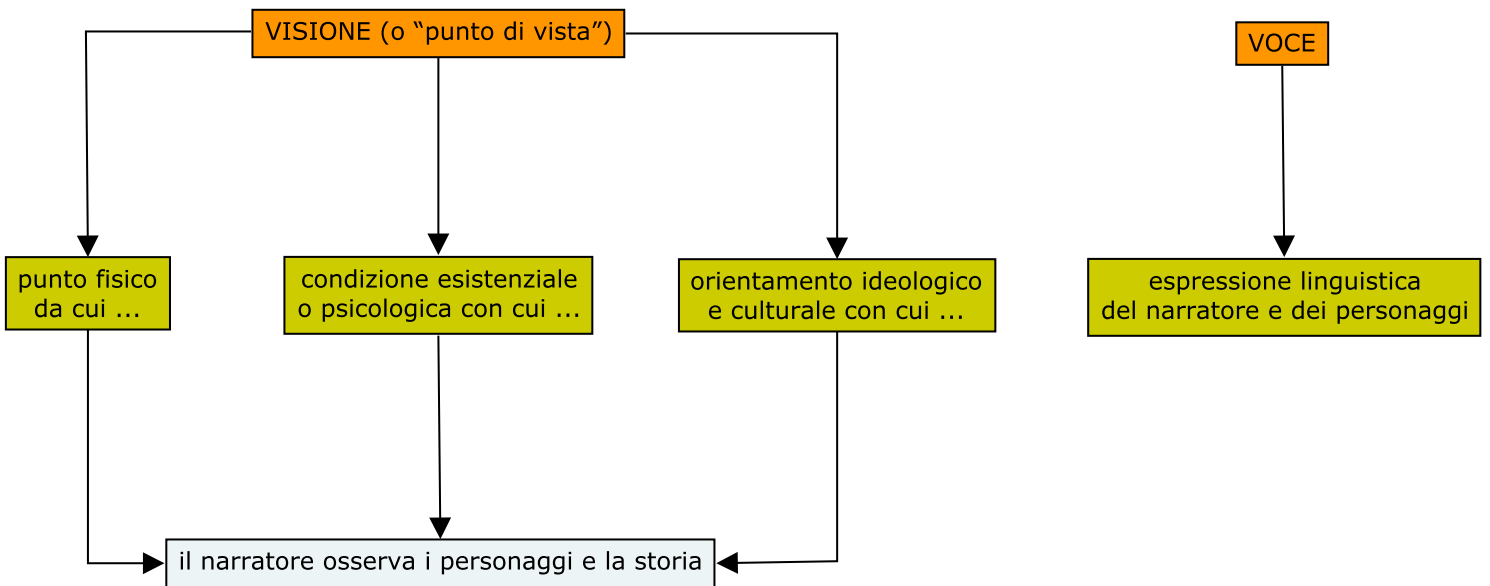 VISIONE (o “punto di vista”)
VOCE
punto fisico
da cui …
condizione esistenziale
o psicologica con cui …
orientamento ideologico
e culturale con cui …
espressione linguistica
del narratore e dei personaggi
il narratore osserva i personaggi e la storia